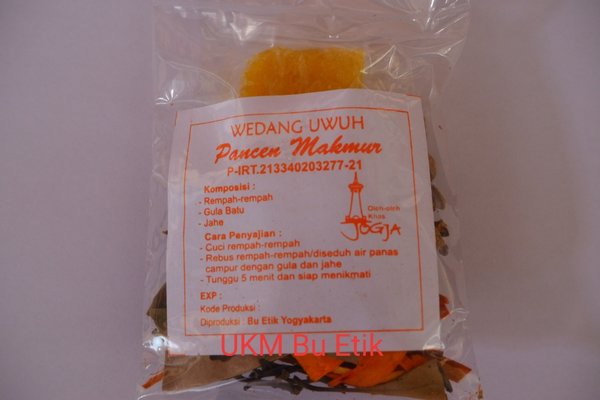 WEDANG UWUH
Pancen Makmur
P-IRT.213340203277-21
Komposisi :
- Rempah-rempah
- Gula Batu
- Jahe
Oleh-oleh
Khas
JOGJA
Cara Penyajian :
- Cuci rempah-rempah
- Rebus rempah-rempah/diseduh air panas
campur dengan gula dan jahe
- Tunggu 5 menit dan siap menikmati
EXP :
Kode Produksi :
Diproduksi : Bu Etik Yogyakarta
UKM Bu Etik